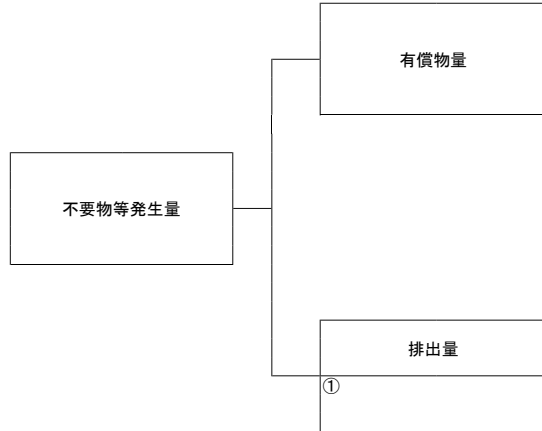 有償物量
不要物等発生量
排出量
①